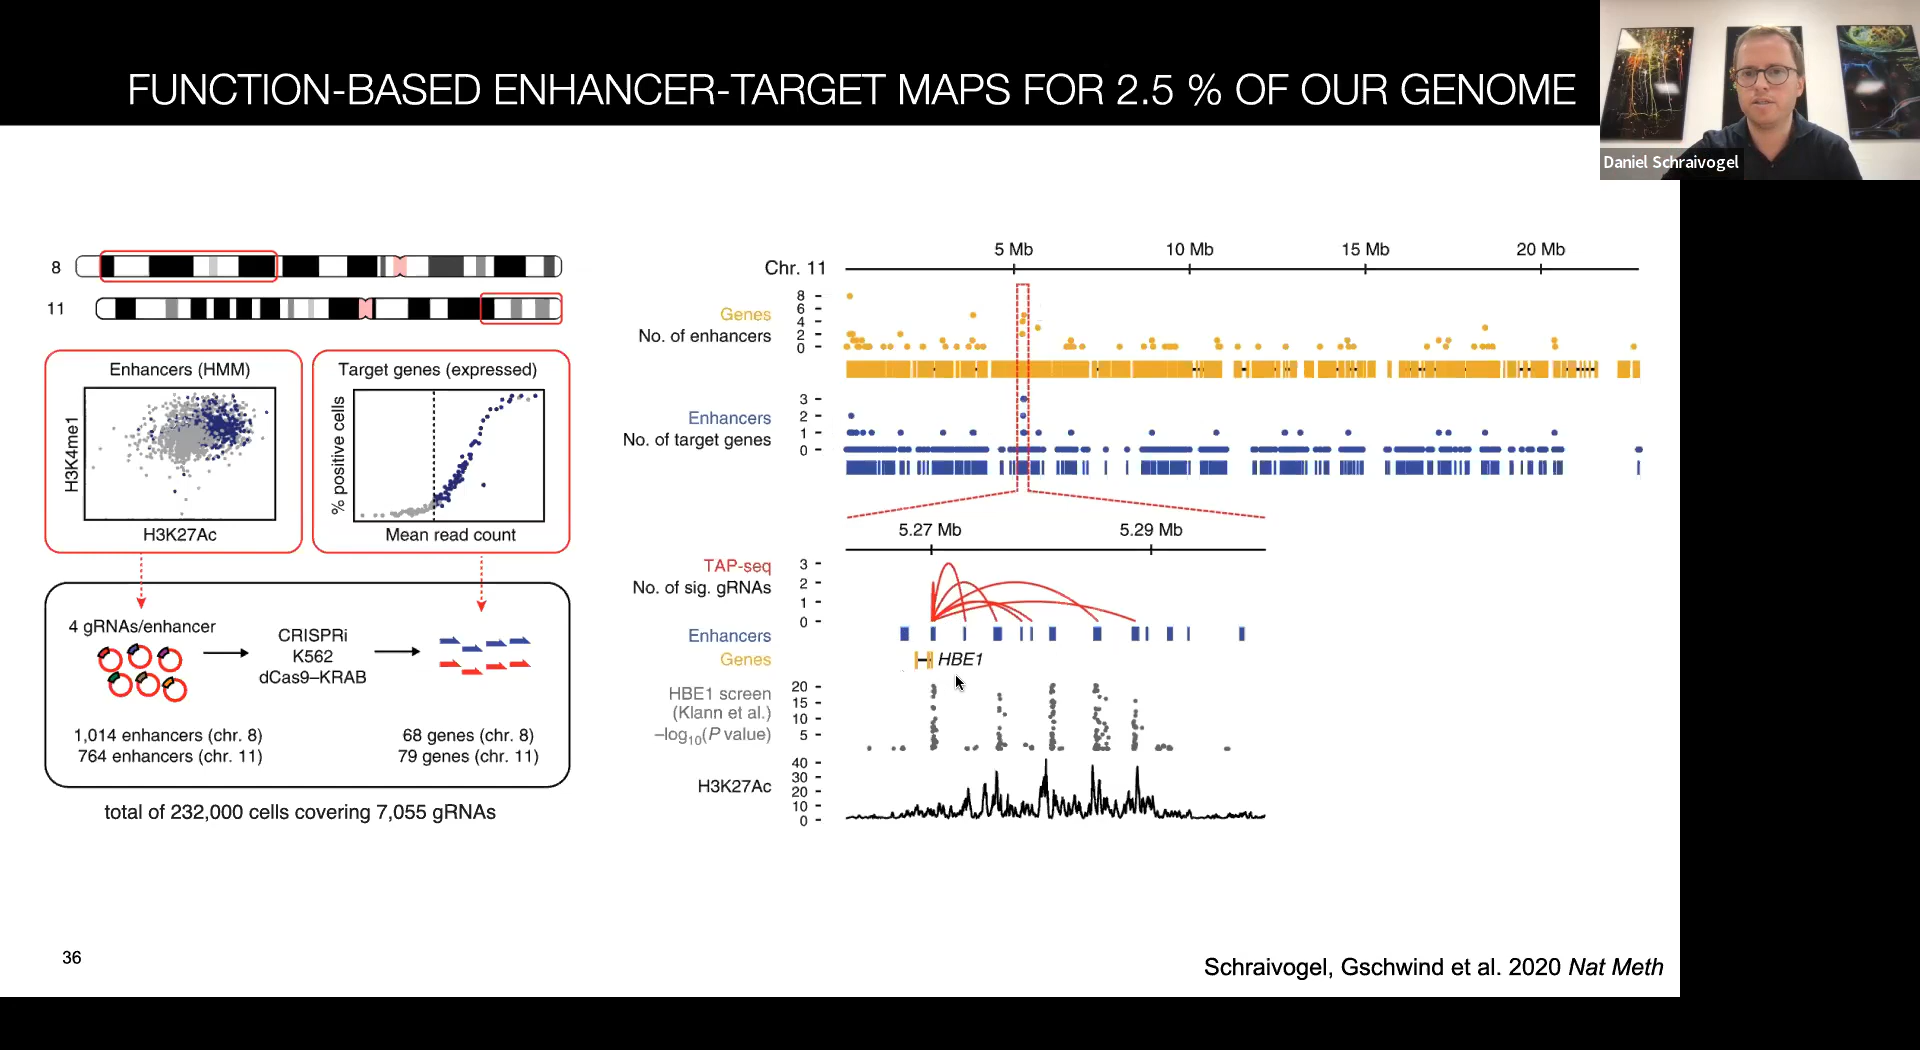 FUNCTION-BASED ENHANCER-TARGET MAPS FOR 2.5 % OF OUR GENOME
Daniel Schraivogel
8
11
Enhancers (HMM)
H3K4me1
H3K27Ac
Target genes (expressed)
% positive cells
Mean read count
4 gRNAs/enhancer
CRISPRi
K562
dCas9–KRAB
1,014 enhancers (chr. 8)
764 enhancers (chr. 11)
68 genes (chr. 8)
79 genes (chr. 11)
total of 232,000 cells covering 7,055 gRNAs
5 Mb 10 Mb 15 Mb 20 Mb
Chr. 11
Genes
No. of enhancers
8
6
4
2
0
Enhancers
No. of target genes
3
2
1
0
5.27 Mb 5.29 Mb
TAP-seq
No. of sig. gRNAs
3
2
1
0
Enhancers
Genes
HBE1
HBE1 screen
(Klann et al.)
–log10(P value)
20
15
10
5
H3K27Ac
40
30
20
10
0
36
Schraivogel, Gschwind et al. 2020 Nat Meth